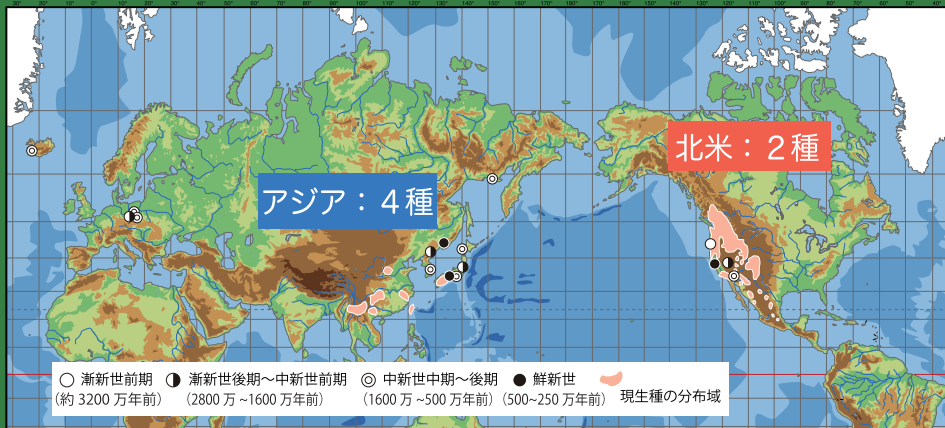 アジア：４種
北米：２種
漸新世前期 漸新世後期～中新世前期 中新世中期～後期 鮮新世
（約 3200 万年前） （2800 万 ~1600 万年前） （1600 万 ~500 万年前）（500~250 万年前） 現生種の分布域